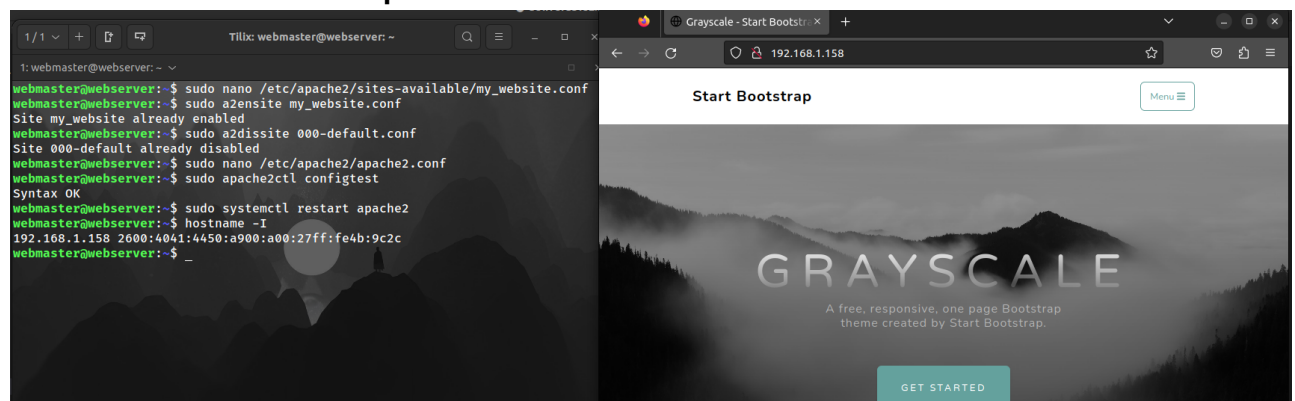 1/1
Tilix: webmaster@webserver: ~
1: webmaster@webserver: ~
webmaster@webserver:~$ sudo nano /etc/apache2/sites-available/my_website.conf
webmaster@webserver:~$ sudo a2ensite my_website.conf
Site my_website already enabled
webmaster@webserver:~$ sudo a2dissite 000-default.conf
Site 000-default already disabled
webmaster@webserver:~$ sudo nano /etc/apache2/apache2.conf
webmaster@webserver:~$ sudo apache2ctl configtest
Syntax OK
webmaster@webserver:~$ sudo systemctl restart apache2
webmaster@webserver:~$ hostname -I
192.168.1.158 2600:4041:4450:a900:a00:27ff:fe4b:9c2c
webmaster@webserver:~$ _
Grayscale - Start Bootstra
192.168.1.158
Start Bootstrap
Menu
GRAYSCALE
A free, responsive, one page Bootstrap
theme created by Start Bootstrap.
GET STARTED